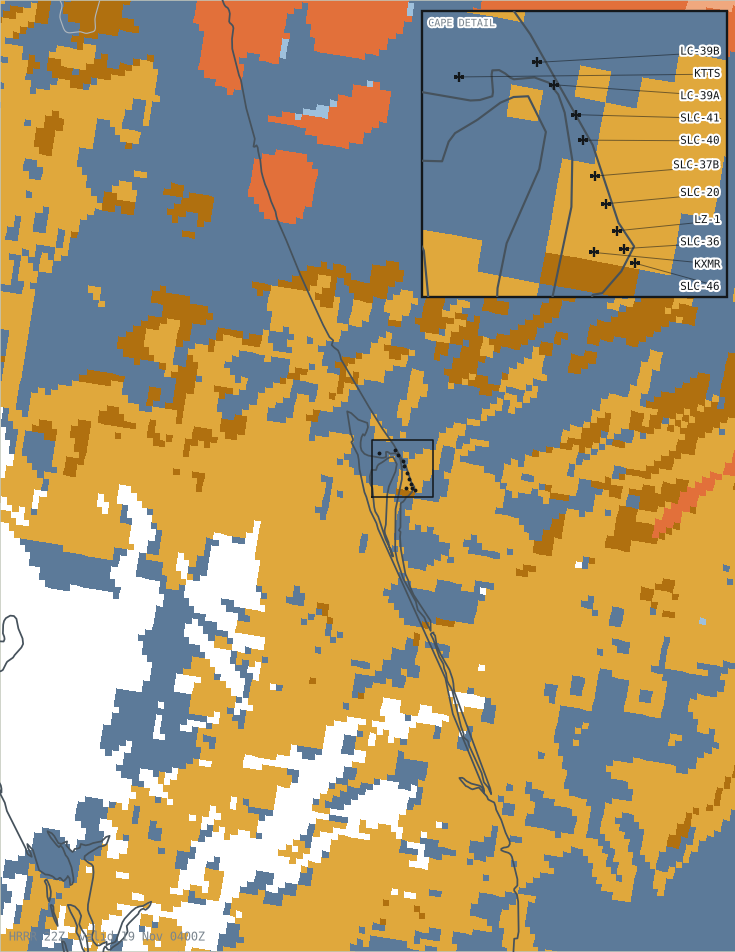 CAPE DETAIL
LC-39B
KTTS
LC-39A
SLC-41
SLC-40
SLC-37B
SLC-20
LZ-1
SLC-36
KXMR
SLC-46
19 Nov 0400Z